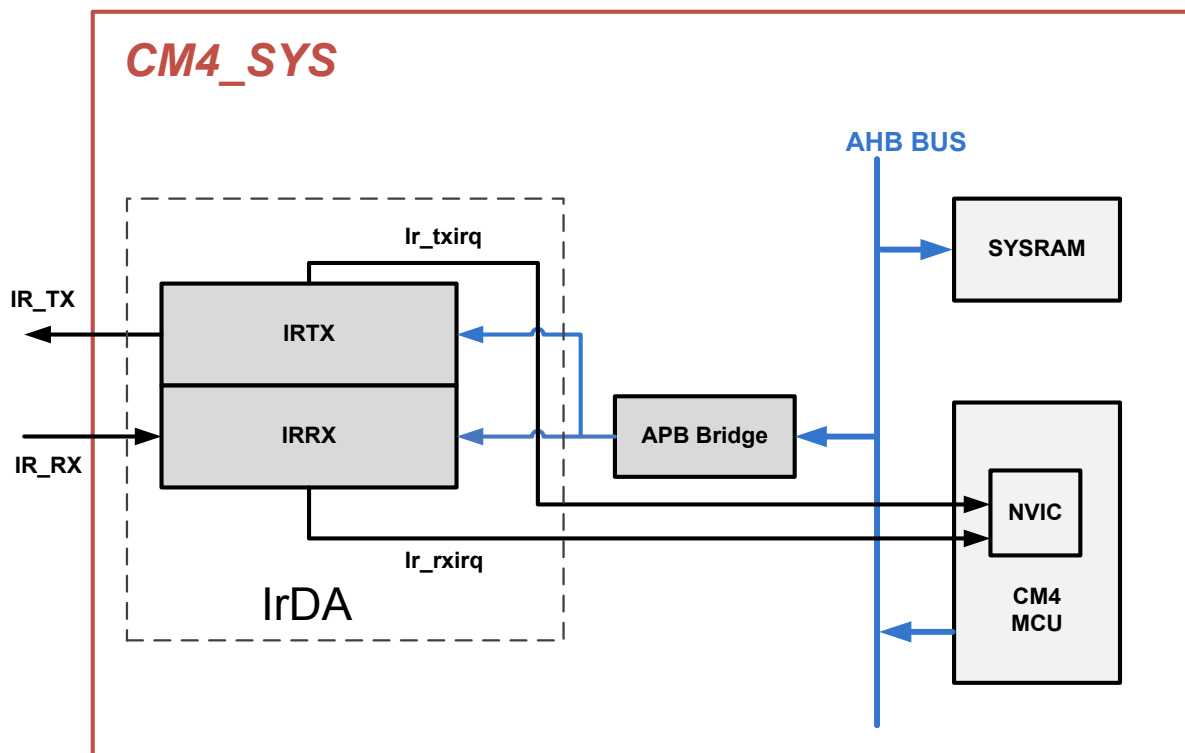 CM4_SYS
AHB BUS
Ir_txirq
SYSRAM
IR_TX
IRTX
IRRX
APB Bridge
IR_RX
NVIC
Ir_rxirq
IrDA
CM4
MCU